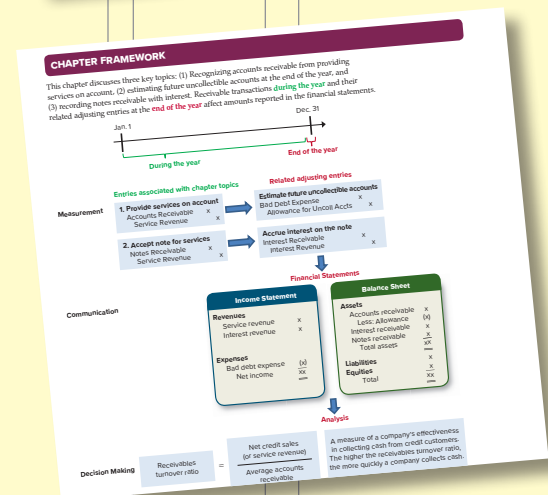 CHAPTER FRAMEWORK
This chapter discusses three key topics: (1) Recognizing accounts receivable from providing
services on account, (2) estimating future uncollectible accounts at the end of the year, and
(3) recording notes receivable with interest. Receivable transactions during the year and their
related adjusting entries at the end of the year affect amounts reported in the financial statements.
Jan. 1
Dec. 31
During the year
End of the year
Entries associated with chapter topics
Related adjusting entries
Measurement
1. Provide services on account
Accounts Receivable x
Service Revenue x
Estimate future uncollectible accounts
Bad Debt Expense x
Allowance for Uncoll Accts x
2. Accept note for services
Notes Receivable x
Service Revenue x
Accrue interest on the note
Interest Receivable x
Interest Revenue x
Financial Statements
Communication
Income Statement
Revenues
Service revenue x
Interest revenue x
Expenses
Bad debt expense (x)
Net income xx
Balance Sheet
Assets
Accounts receivable x
Less: Allowance (x)
Interest receivable x
Notes receivable x
Total assets xx
Liabilities x
Equities x
Total xx
Analysis
Decision Making
Receivables
turnover ratio
=
Net credit sales
(or service revenue)
Average accounts
receivable
A measure of a company's effectiveness
in collecting cash from credit customers.
The higher the receivables turnover ratio,
the more quickly a company collects cash.